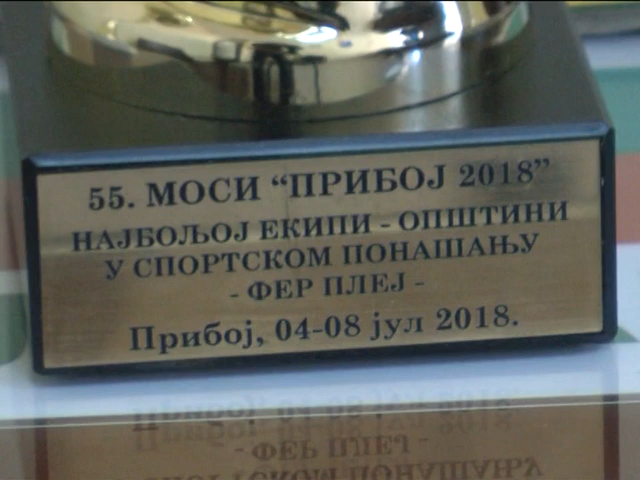 55. МОСИ “ПРИБОЈ 2018”
НАЈБОЉОЈ ЕКИПИ - ОПШТИНИ
У СПОРТСКОМ ПОНАШАЊУ
- ФЕР ПЛЕЈ -
Прибој, 04-08 јул 2018.